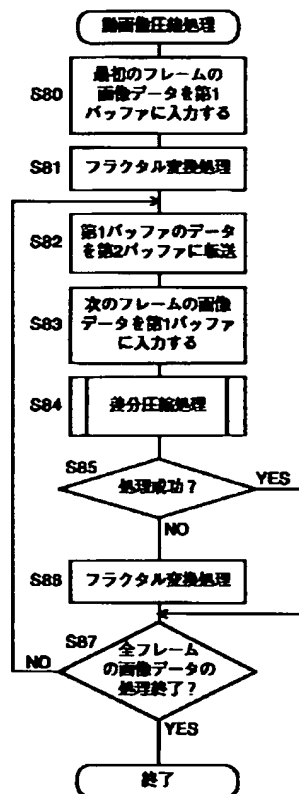 動画像圧縮処理
S80
最初のフレームの
画像データを第1
バッファに入力する
S81
フラクタル変換処理
S82
第1バッファのデータ
を第2バッファに転送
S83
次のフレームの画像
データを第1バッファ
に入力する
S84
差分圧縮処理
S85
処理成功?
YES
NO
S86
フラクタル変換処理
S87
全フレーム
の画像データの
処理終了?
NO
YES
終了